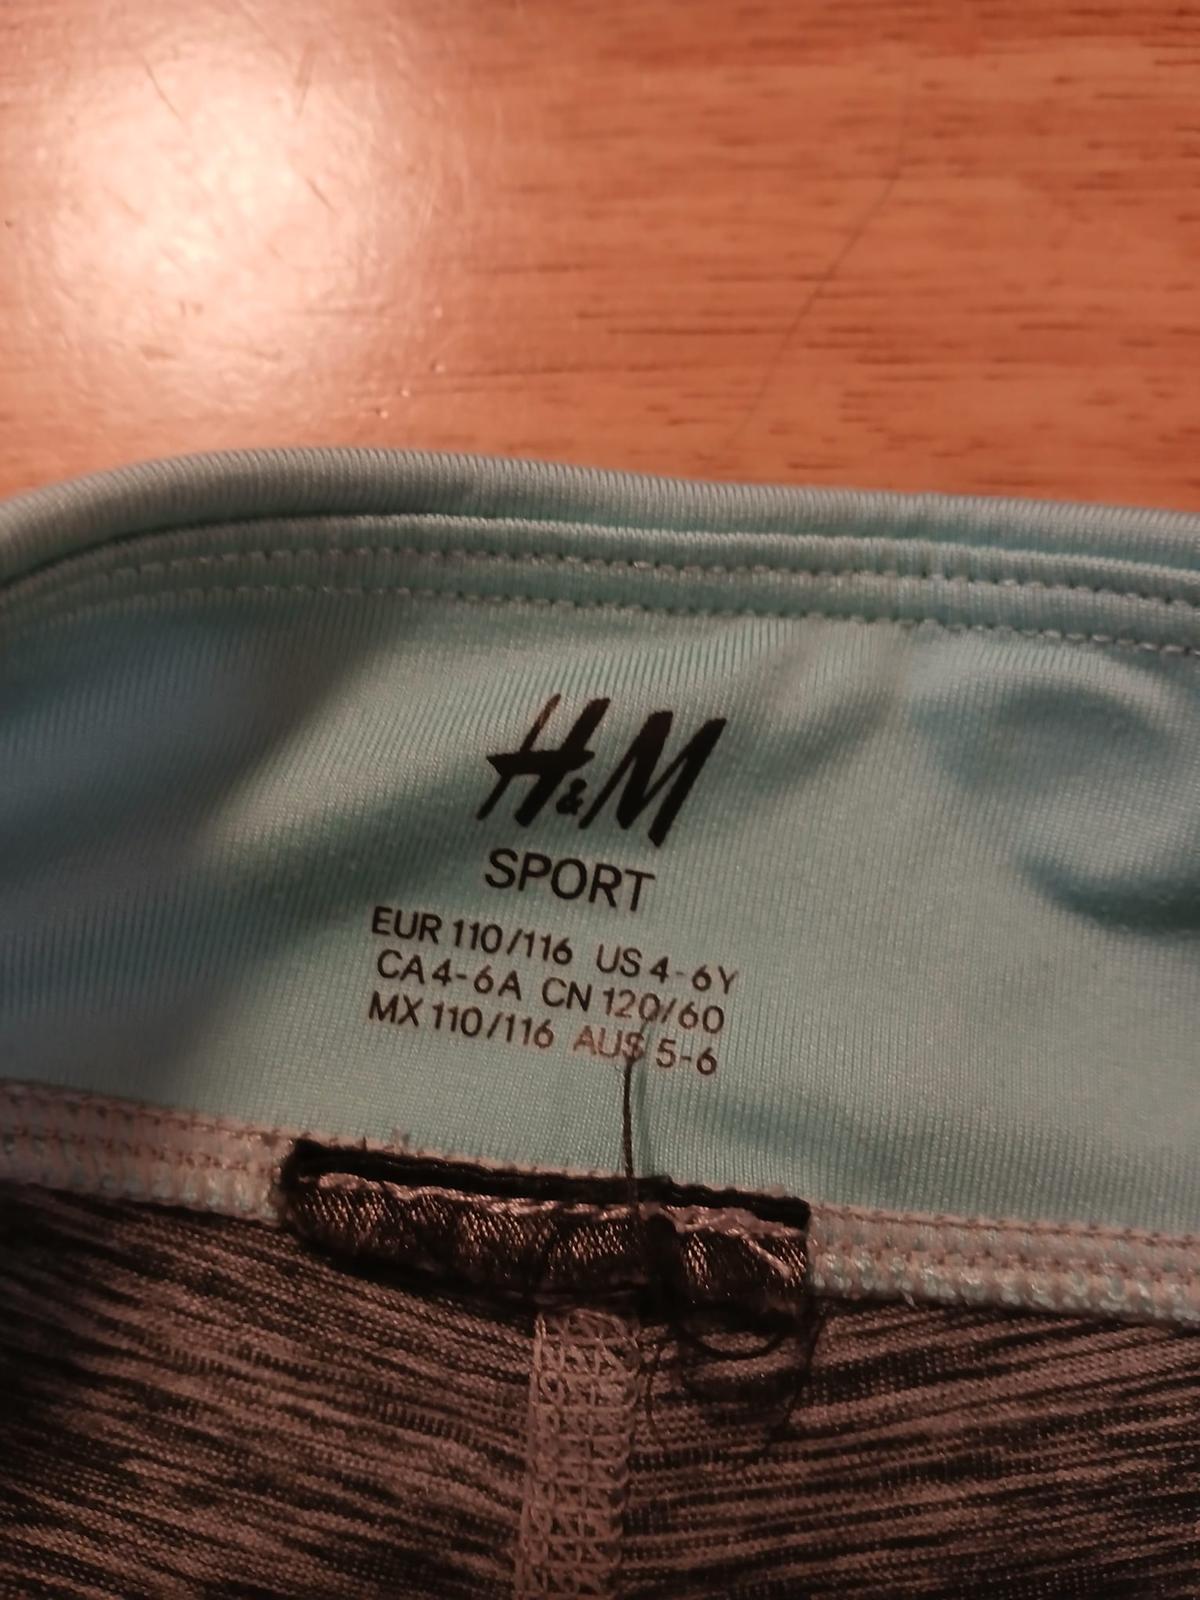 H&M
SPORT
EUR 110/116 US 4-6Y
CA 4-6A CN 120/60
MX 110/116 AUS 5-6